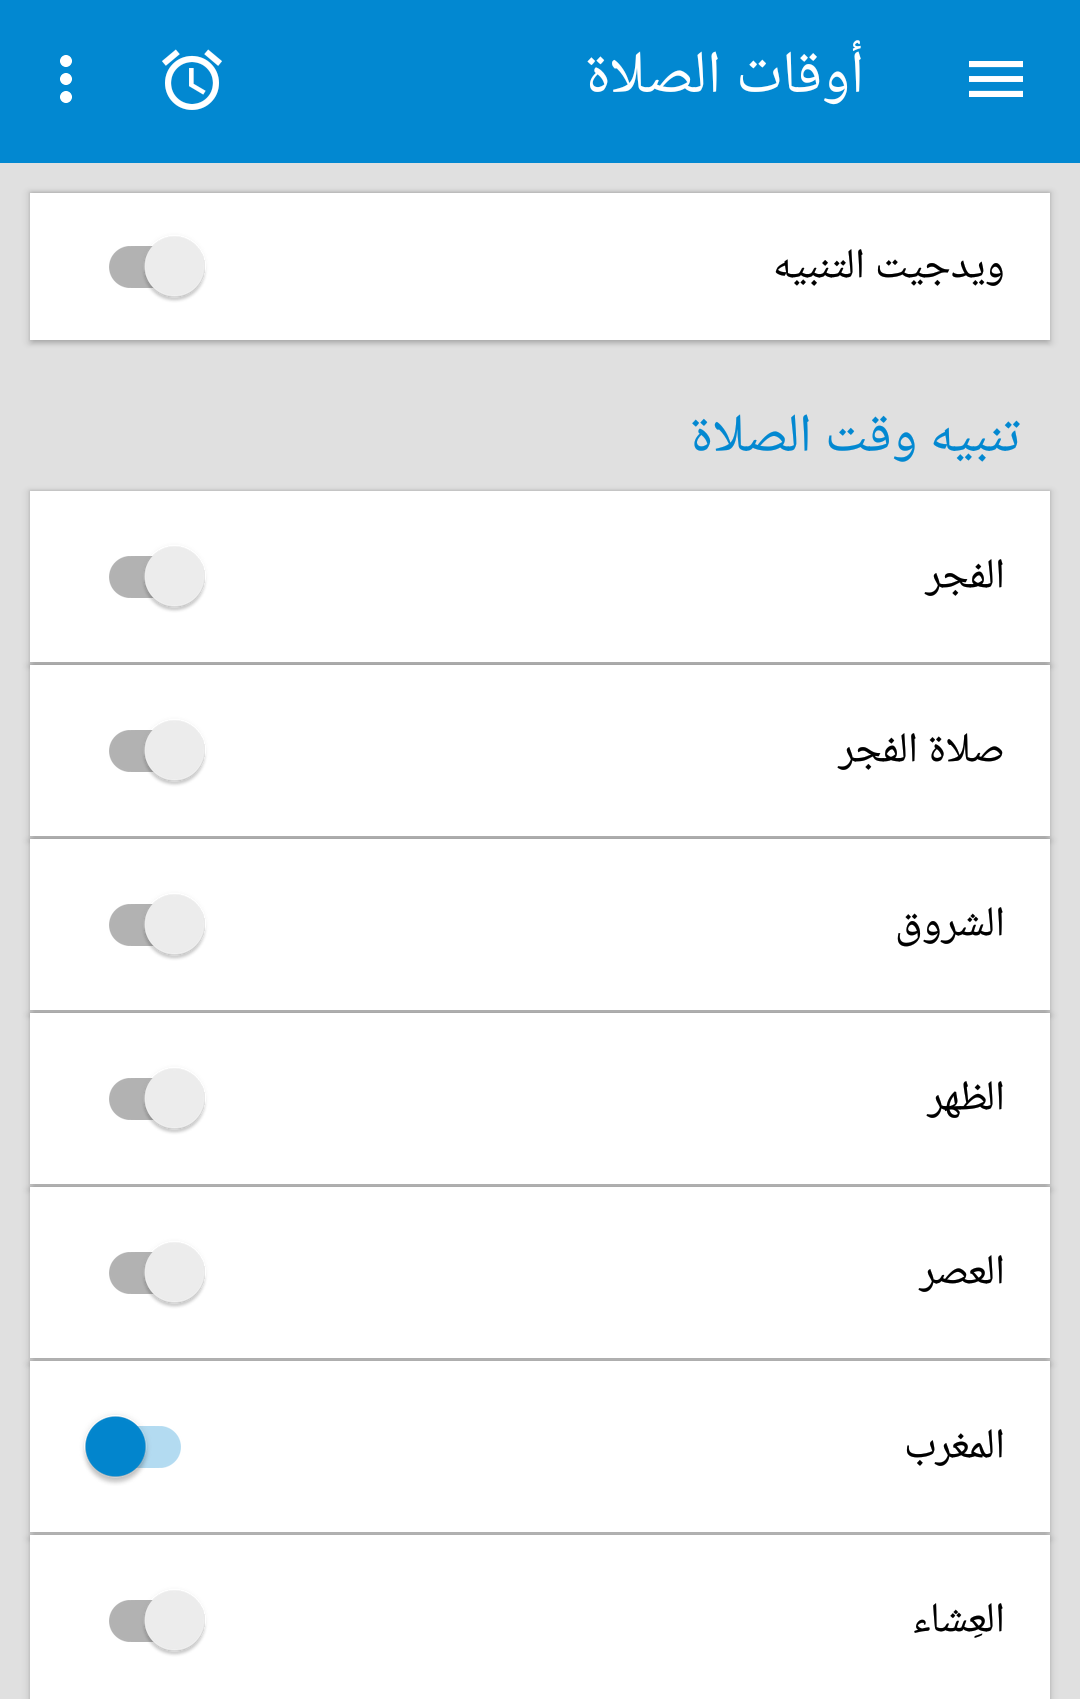 أوقات الصلاة
ويدجيت التنبيه
تنبيه وقت الصلاة
الفجر
صلاة الفجر
الشروق
الظهر
العصر
المغرب
العِشاء